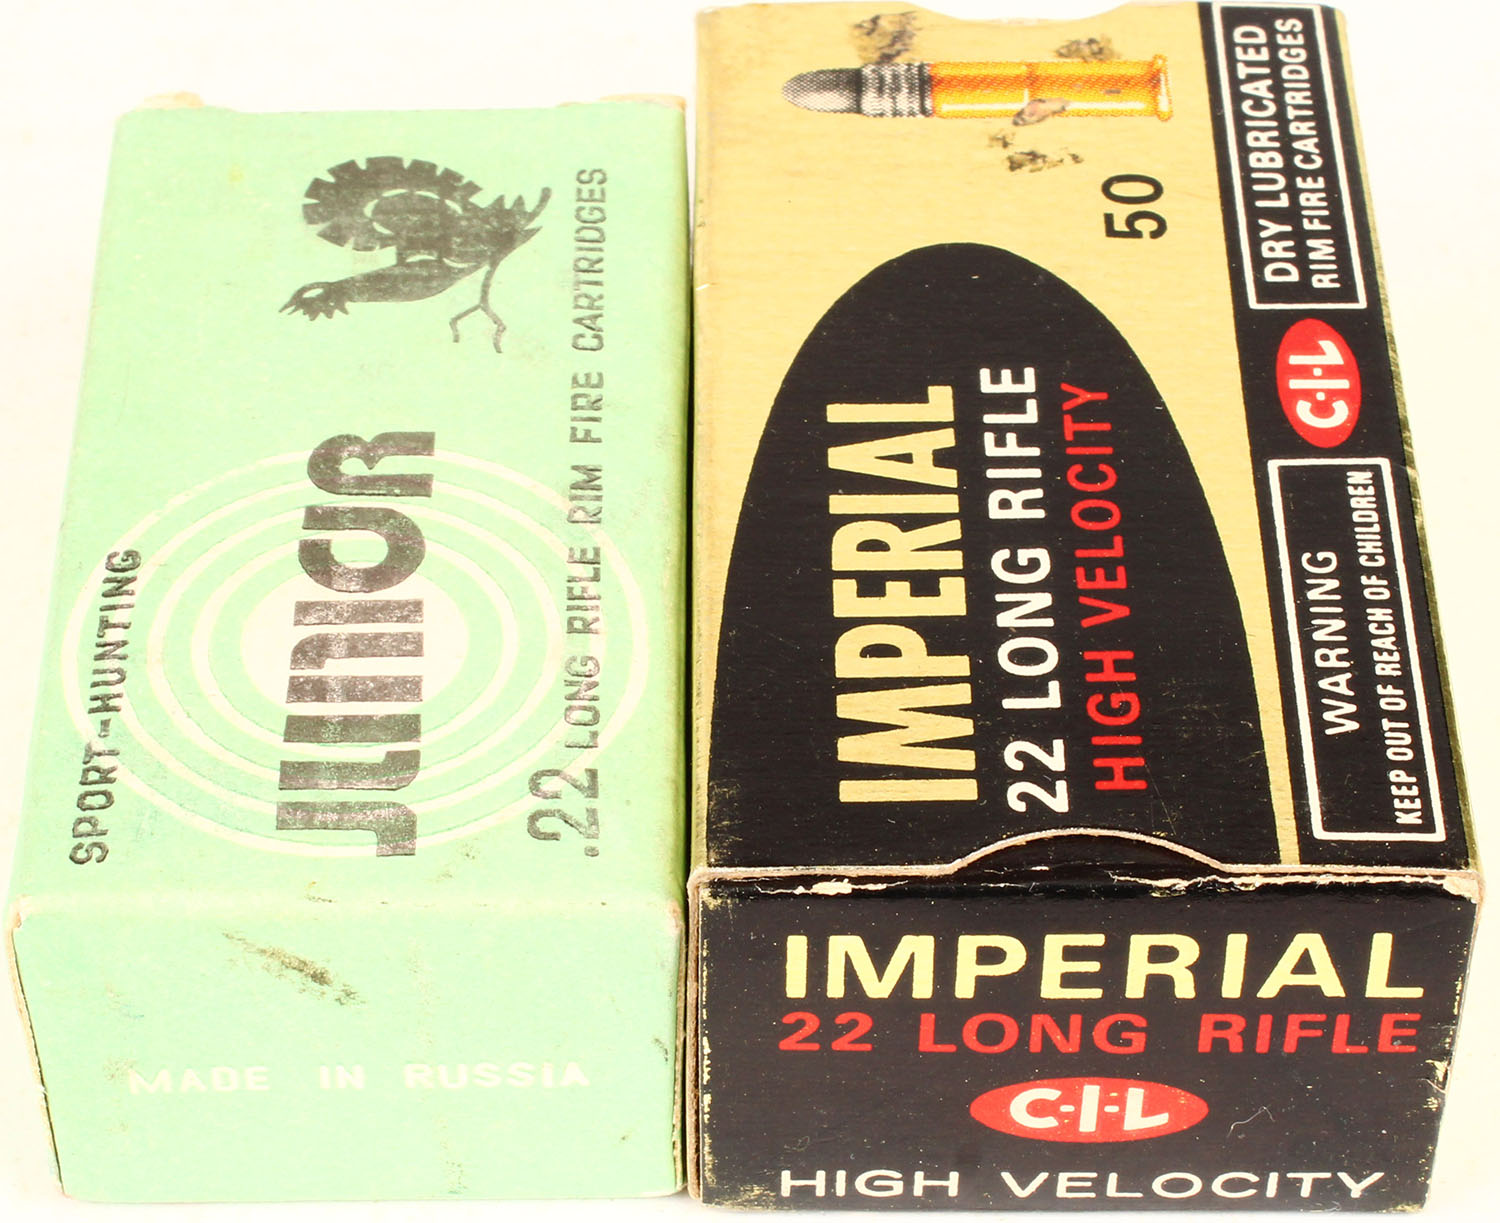 SPORT-HUNTING
JUNIOR
.22 LONG RIFLE RIM FIRE CARTRIDGES
MADE IN RUSSIA
50
IMPERIAL
22 LONG RIFLE
HIGH VELOCITY
DRY LUBRICATED
RIM FIRE CARTRIDGES
C-I-L
WARNING
KEEP OUT OF REACH OF CHILDREN
IMPERIAL
22 LONG RIFLE
C-I-L
HIGH VELOCITY